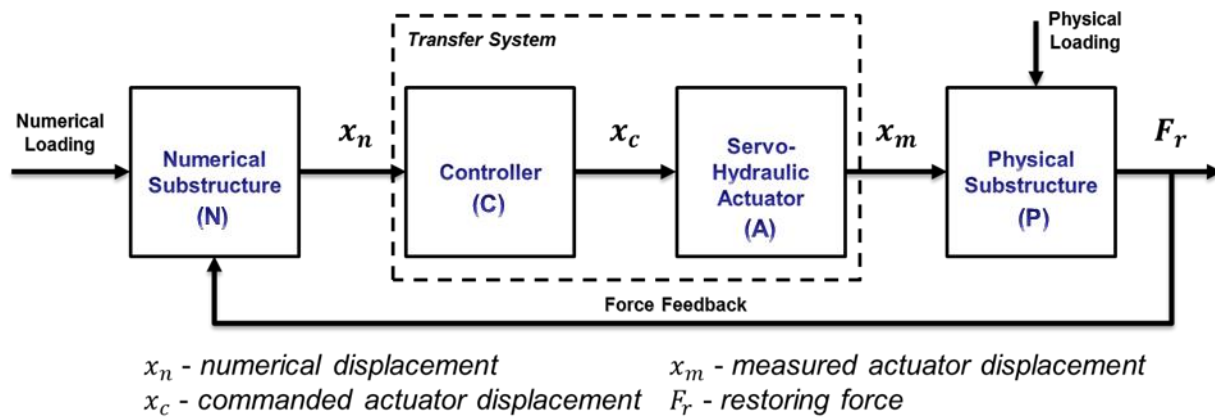 Transfer System
Physical
Loading
Numerical
Loading
Numerical
Substructure
(N)
x_n
Controller
(C)
x_c
Servo-
Hydraulic
Actuator
(A)
x_m
Physical
Substructure
(P)
F_r
Force Feedback
x_n - numerical displacement
x_m - measured actuator displacement
x_c - commanded actuator displacement
F_r - restoring force